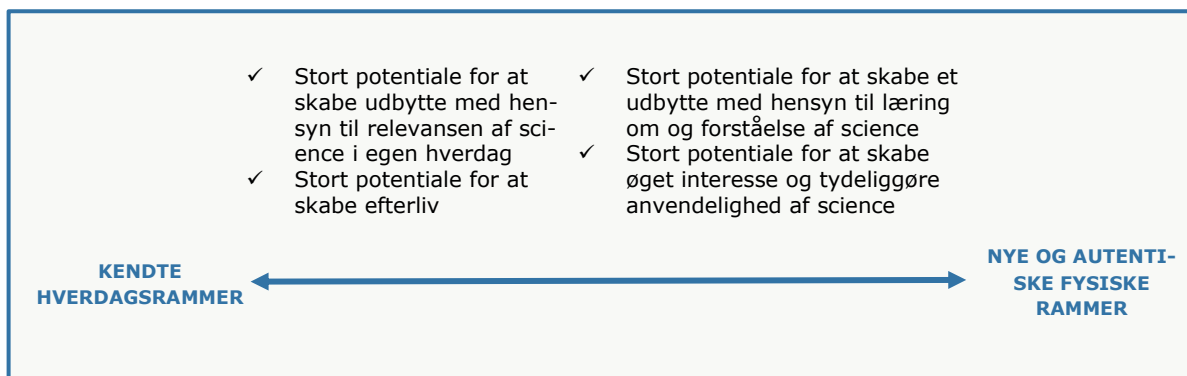 ✓ Stort potentiale for at
skabe udbytte med hen-
syn til relevansen af sci-
ence i egen hverdag
✓ Stort potentiale for at
skabe efterliv
✓ Stort potentiale for at skabe et
udbytte med hensyn til læring
om og forståelse af science
✓ Stort potentiale for at skabe
øget interesse og tydeliggøre
anvendelighed af science
KENDTE
HVERDAGSRAMMER
NYE OG AUTENTI-
SKE FYSISKE
RAMMER